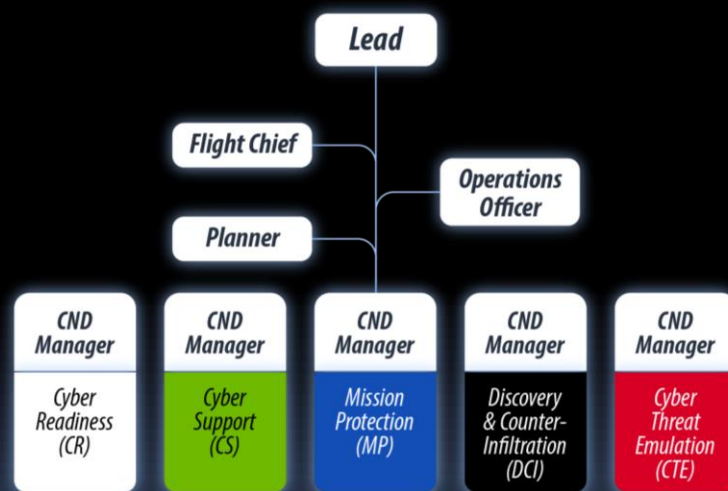 Lead
Flight Chief
Operations
Officer
Planner
CND
Manager
Cyber
Readiness
(CR)
CND
Manager
Cyber
Support
(CS)
CND
Manager
Mission
Protection
(MP)
CND
Manager
Discovery
& Counter-
Infiltration
(DCI)
CND
Manager
Cyber
Threat
Emulation
(CTE)